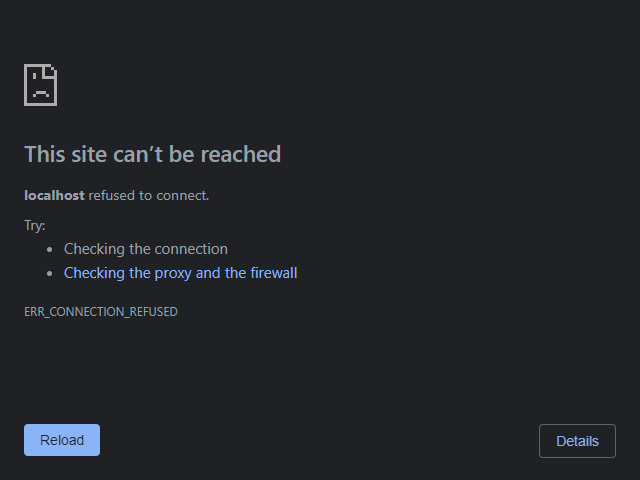 This site can’t be reached
localhost refused to connect.
Try:
• Checking the connection
• Checking the proxy and the firewall
ERR_CONNECTION_REFUSED
Reload
Details